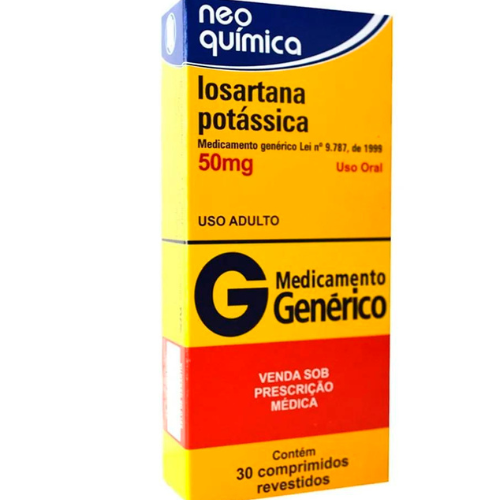 neo
química
losartana
potássica
Medicamento genérico Lei nº 9.787, de 1999
50mg
Uso Oral
USO ADULTO
G
Medicamento
Genérico
VENDA SOB
PRESCRIÇÃO
MÉDICA
Contém
30 comprimidos
revestidos